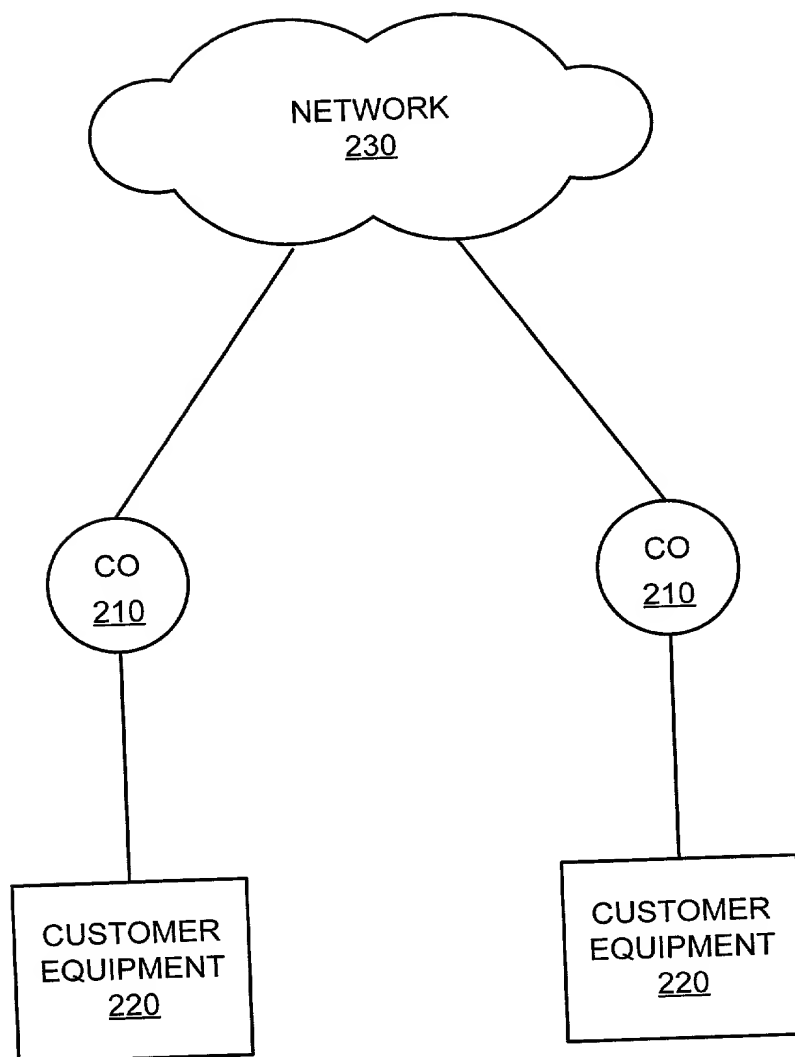 NETWORK
230
CO
210
CO
210
CUSTOMER
EQUIPMENT
220
CUSTOMER
EQUIPMENT
220